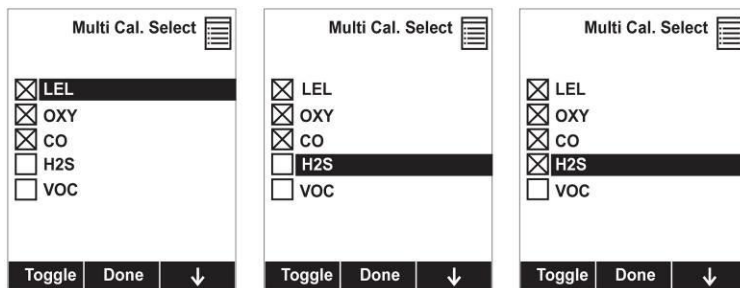 Multi Cal. Select
LEL
OXY
CO
H2S
VOC
Toggle Done ↓
Multi Cal. Select
LEL
OXY
CO
H2S
VOC
Toggle Done ↓
Multi Cal. Select
LEL
OXY
CO
H2S
VOC
Toggle Done ↓